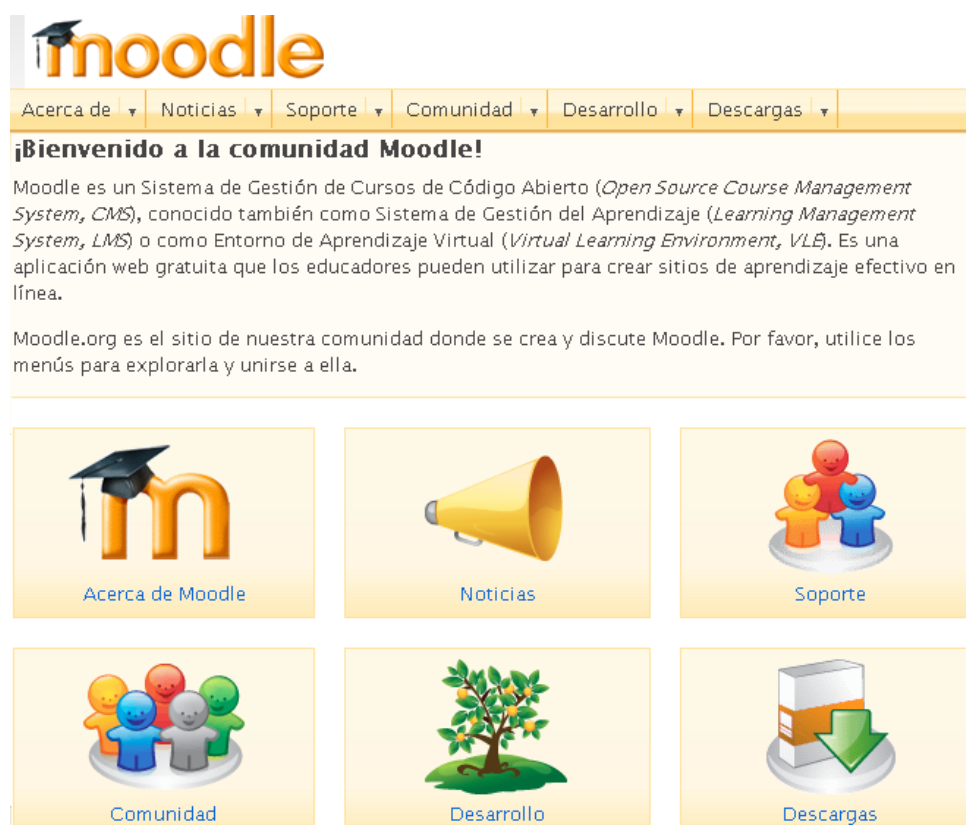 moodle
Acerca de Noticias Soporte Comunidad Desarrollo Descargas
¡Bienvenido a la comunidad Moodle!
Moodle es un Sistema de Gestión de Cursos de Código Abierto (Open Source Course Management
System, CMS), conocido también como Sistema de Gestión del Aprendizaje (Learning Management
System, LMS) o como Entorno de Aprendizaje Virtual (Virtual Learning Environment, VLE). Es una
aplicación web gratuita que los educadores pueden utilizar para crear sitios de aprendizaje efectivo en
línea.
Moodle.org es el sitio de nuestra comunidad donde se crea y discute Moodle. Por favor, utilice los
menús para explorarla y unirse a ella.
m
Acerca de Moodle Noticias Soporte
Comunidad Desarrollo Descargas